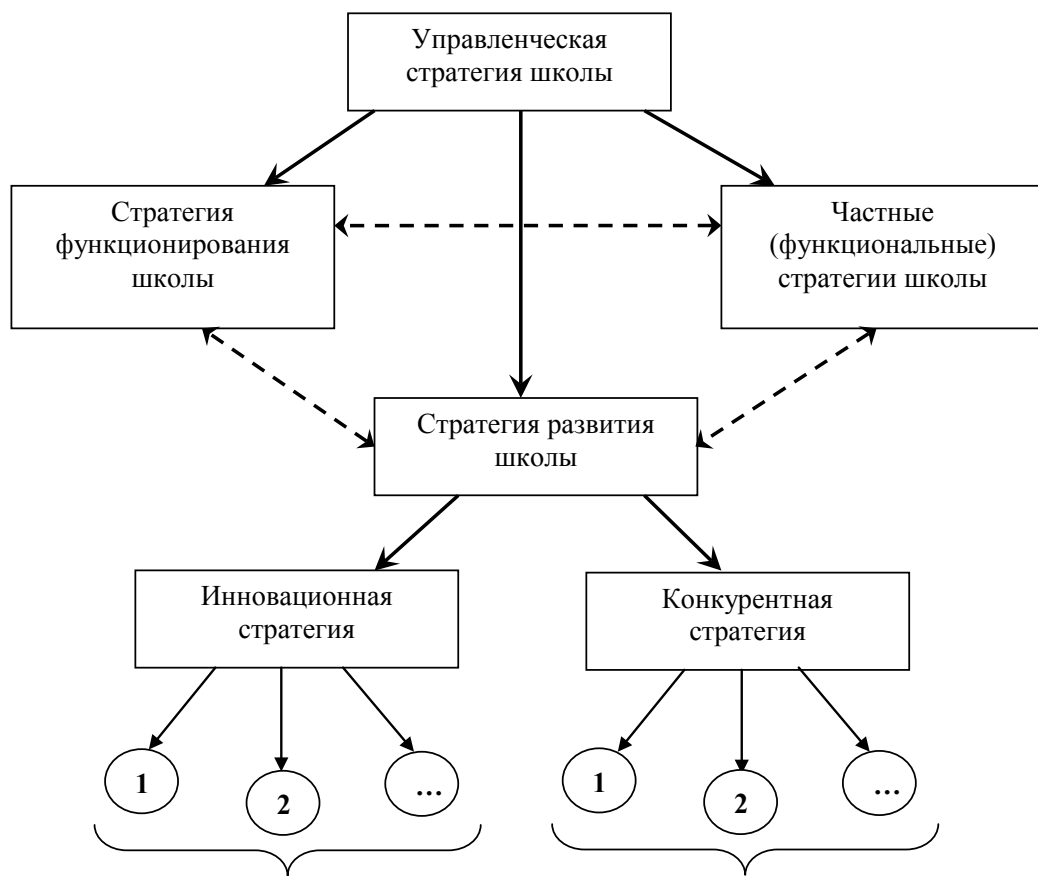 Управленческая
стратегия школы
Стратегия
функционирования
школы
Частные
(функциональные)
стратегии школы
Стратегия развития
школы
Инновационная
стратегия
Конкурентная
стратегия
1
2
...
1
2
...